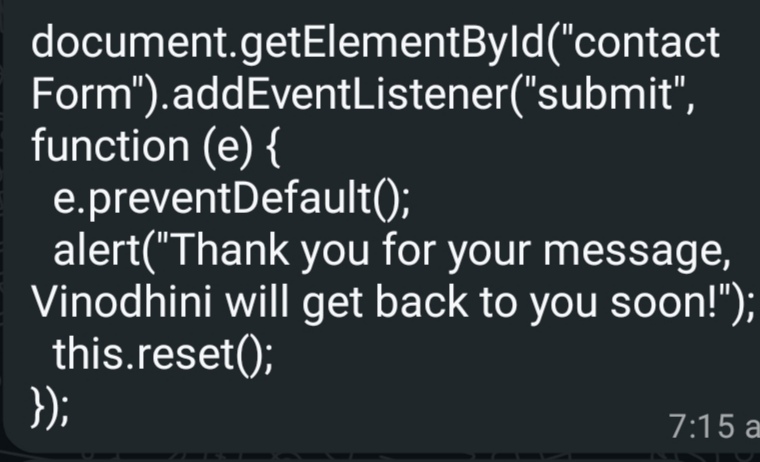 document.getElementById("contact
Form").addEventListener("submit",
function (e) {
  e.preventDefault();
  alert("Thank you for your message,
Vinodhini will get back to you soon!");
  this.reset();
});
7:15 a